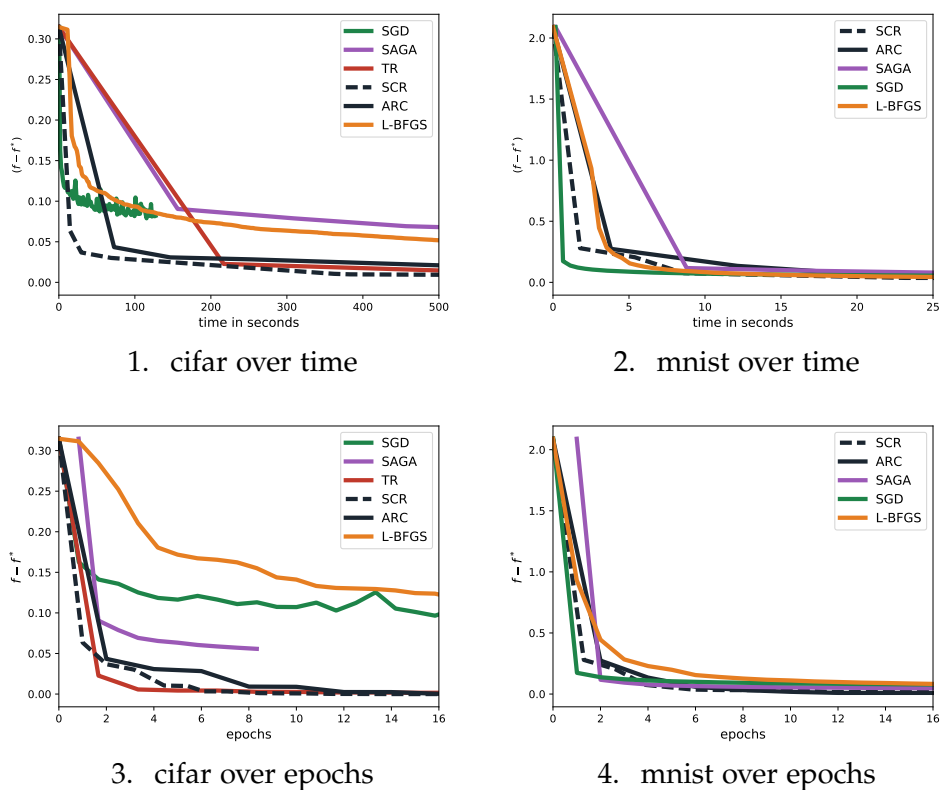 0.30
0.25
0.20
0.15
0.10
0.05
0.00
(f − f*)
0 100 200 300 400 500
time in seconds
SGD
SAGA
TR
SCR
ARC
L-BFGS
1. cifar over time
2.0
1.5
1.0
0.5
0.0
(f − f*)
0 5 10 15 20 25
time in seconds
SCR
ARC
SAGA
SGD
L-BFGS
2. mnist over time
0.30
0.25
0.20
0.15
0.10
0.05
0.00
f − f*
0 2 4 6 8 10 12 14 16
epochs
SGD
SAGA
TR
SCR
ARC
L-BFGS
3. cifar over epochs
2.0
1.5
1.0
0.5
0.0
f − f*
0 2 4 6 8 10 12 14 16
epochs
SCR
ARC
SAGA
SGD
L-BFGS
4. mnist over epochs